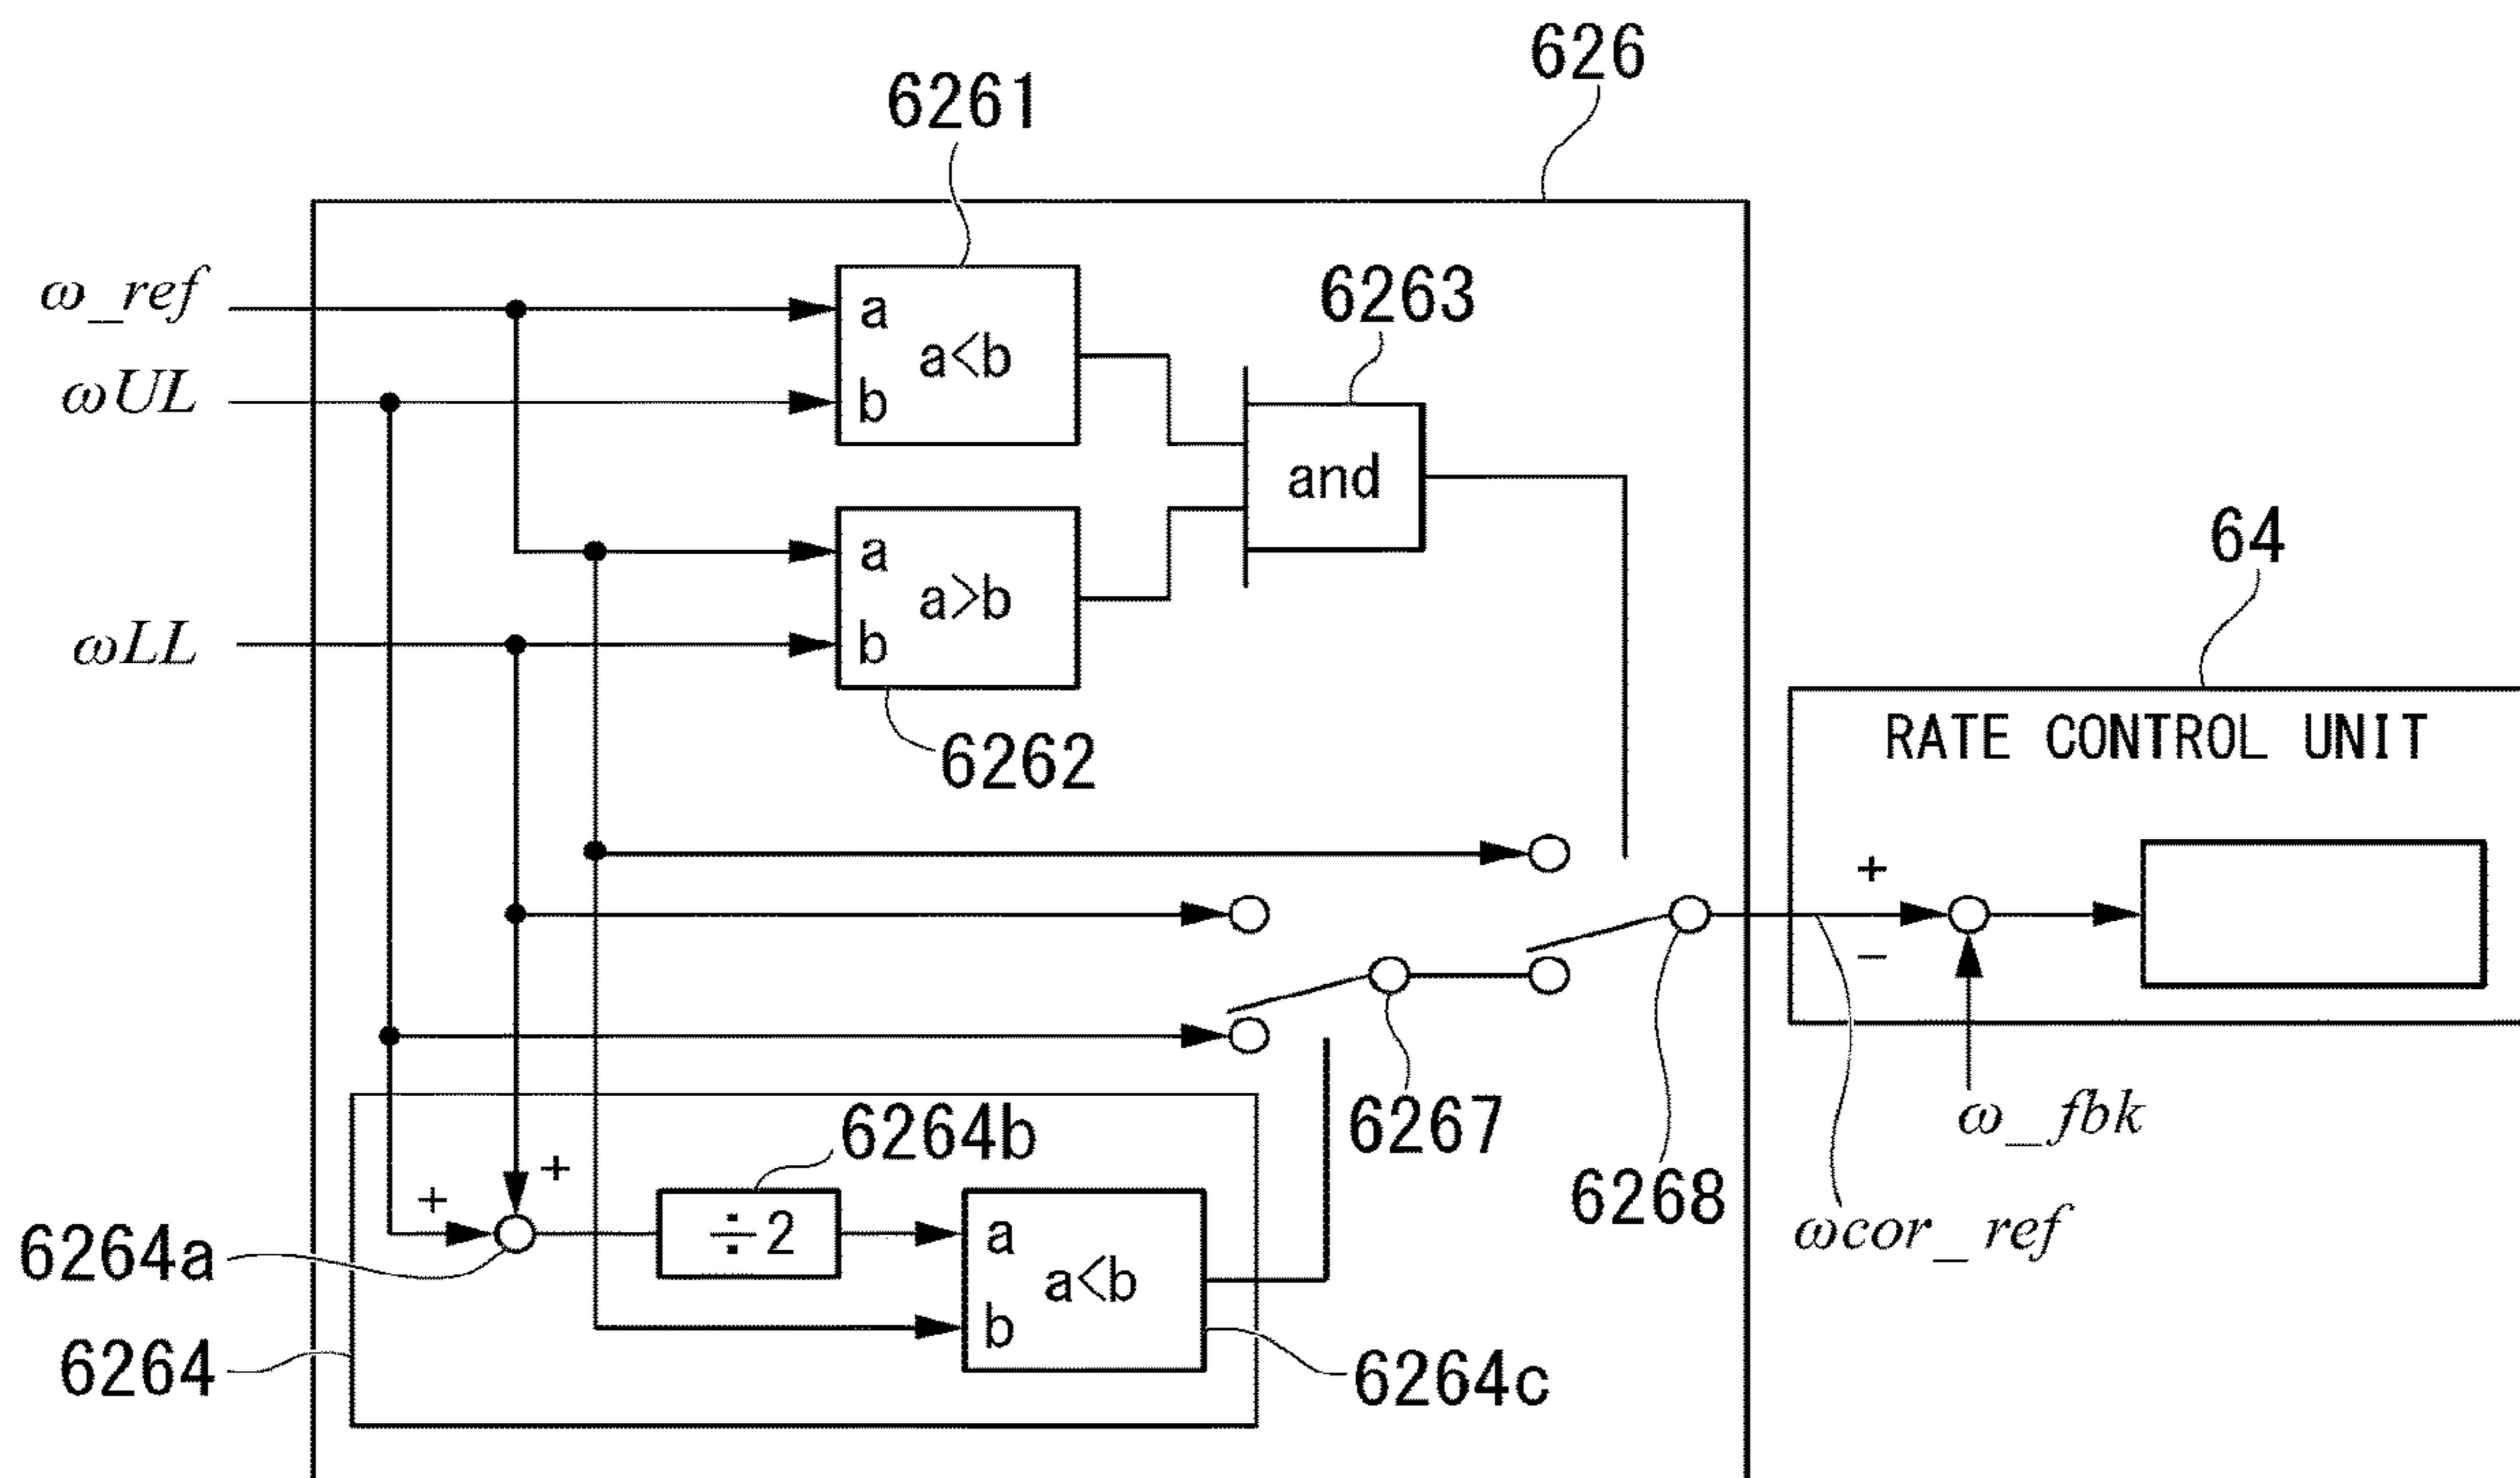 626
6261
6263
ω_ref
a
a<b
ωUL
b
and
64
a
a>b
ωLL
b
RATE CONTROL UNIT
6262
+
−
6264b
6267
ω_fbk
+
+
6268
÷2
a
a<b
ωcor_ref
6264a
b
6264
6264c